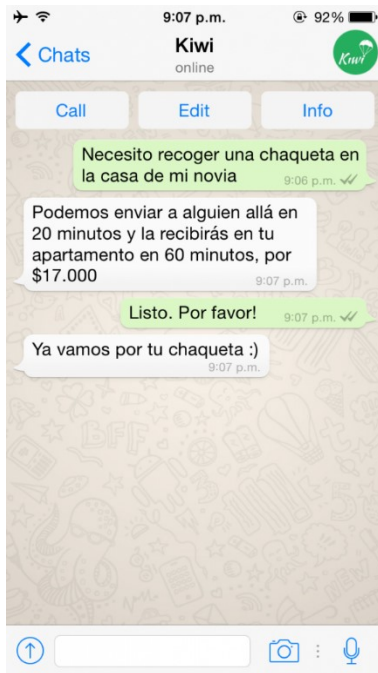 9:07 p.m.
92%
Chats
Kiwi
online
Kiwi
Call
Edit
Info
Necesito recoger una chaqueta en
la casa de mi novia
9:06 p.m.
Podemos enviar a alguien allá en
20 minutos y la recibirás en tu
apartamento en 60 minutos, por
$17.000
9:07 p.m.
Listo. Por favor!
9:07 p.m.
Ya vamos por tu chaqueta :)
9:07 p.m.
BFF